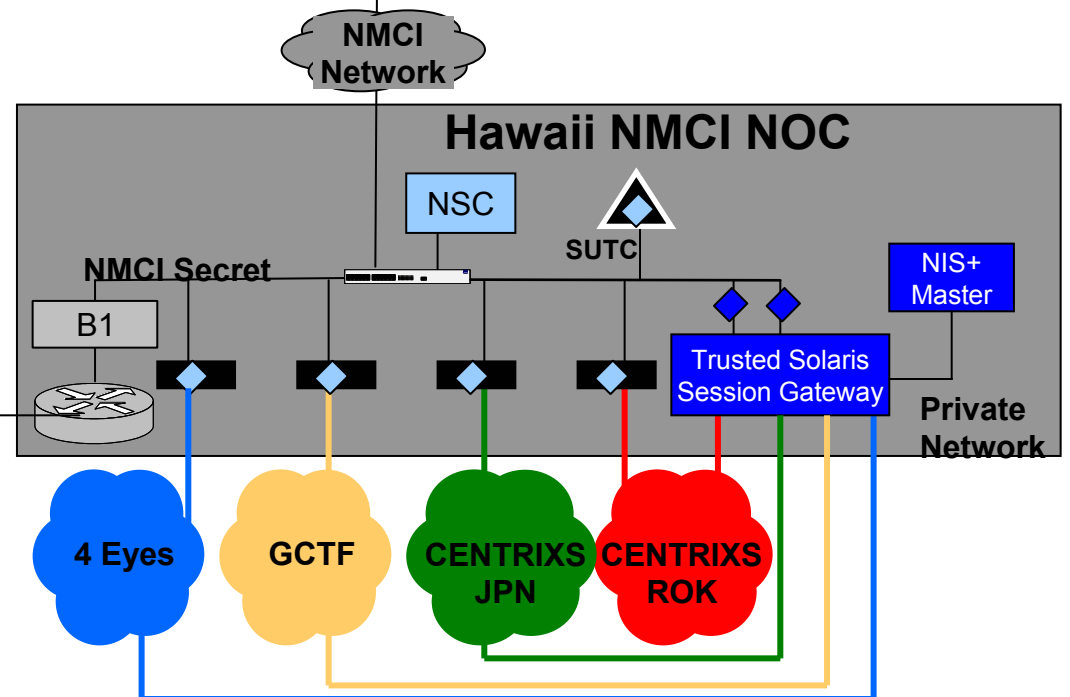 NMCI
Network
Hawaii NMCI NOC
NSC
SUTC
NMCI Secret
NIS+
Master
B1
Trusted Solaris
Session Gateway
Private
Network
4 Eyes
GCTF
CENTRIXS
JPN
CENTRIXS
ROK